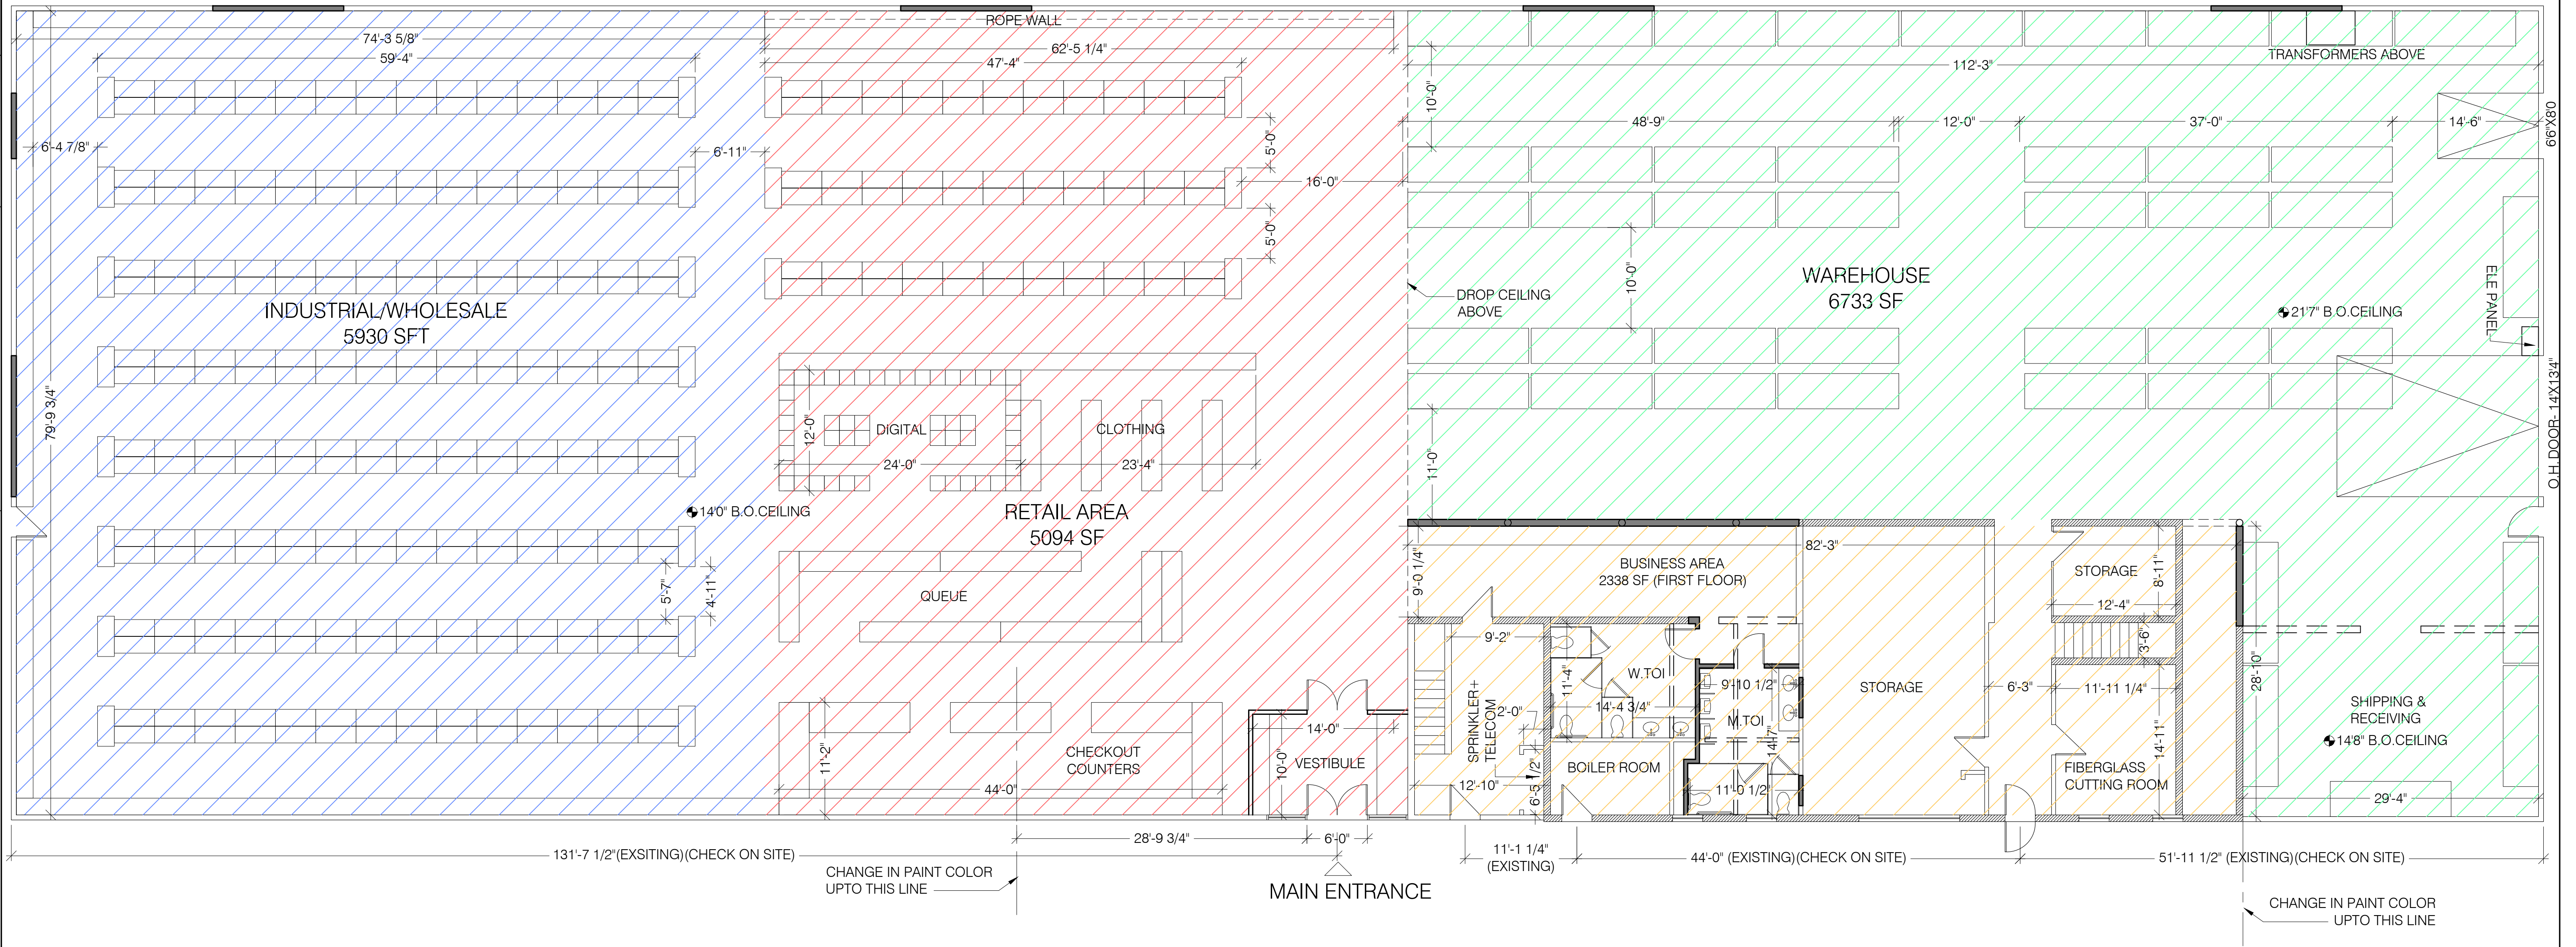 ROPE WALL
74'-3 5/8"
62'-5 1/4"
59'-4"
47'-4"
TRANSFORMERS ABOVE
112'-3"
10'-0"
66"X8'0
48'-9"
12'-0"
37'-0"
14'-6"
6'-4 7/8"
6'-11"
5'-0"
16'-0"
5'-0"
10'-0"
INDUSTRIAL/WHOLESALE
5930 SFT
WAREHOUSE
6733 SF
DROP CEILING
ABOVE
21'7" B.O.CEILING
ELE PANEL
79'-9 3/4"
12'-0"
DIGITAL
CLOTHING
24'-0"
23'-4"
11'-0"
O.H.DOOR- 14'X13'4"
14'0" B.O.CEILING
RETAIL AREA
5094 SF
82'-3"
9'-0 1/4"
BUSINESS AREA
2338 SF (FIRST FLOOR)
STORAGE
8'-11"
12'-4"
5'-7"
4'-11"
QUEUE
9'-2"
3'-6"
11'-4"
W.TOI
9'-10 1/2"
STORAGE
6'-3"
11'-11 1/4"
28'-10"
SHIPPING &
RECEIVING
14'8" B.O.CEILING
SPRINKLER+
TELECOM
2'-0"
14'-4 3/4"
M.TOI
14'-7"
14'-11"
11'-2"
CHECKOUT
COUNTERS
14'-0"
10'-0"
VESTIBULE
BOILER ROOM
FIBERGLASS
CUTTING ROOM
44'-0"
12'-10"
6'-5 1/2"
11'-0 1/2"
29'-4"
28'-9 3/4"
6'-0"
131'-7 1/2"(EXSITING)(CHECK ON SITE)
11'-1 1/4"
(EXISTING)
44'-0" (EXISTING)(CHECK ON SITE)
51'-11 1/2" (EXISTING)(CHECK ON SITE)
CHANGE IN PAINT COLOR
UPTO THIS LINE
MAIN ENTRANCE
CHANGE IN PAINT COLOR
UPTO THIS LINE